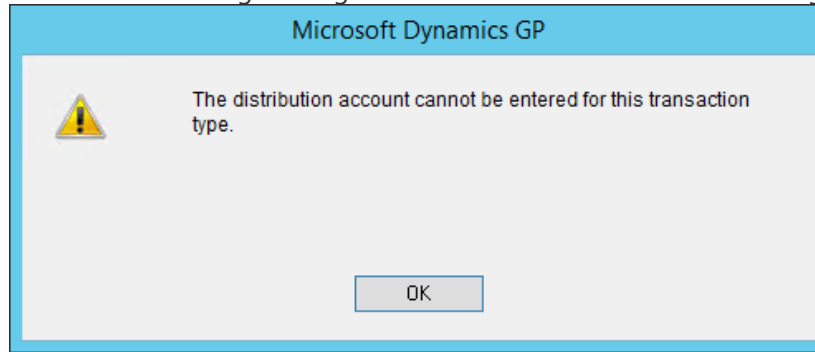 Microsoft Dynamics GP
The distribution account cannot be entered for this transaction
type.
OK